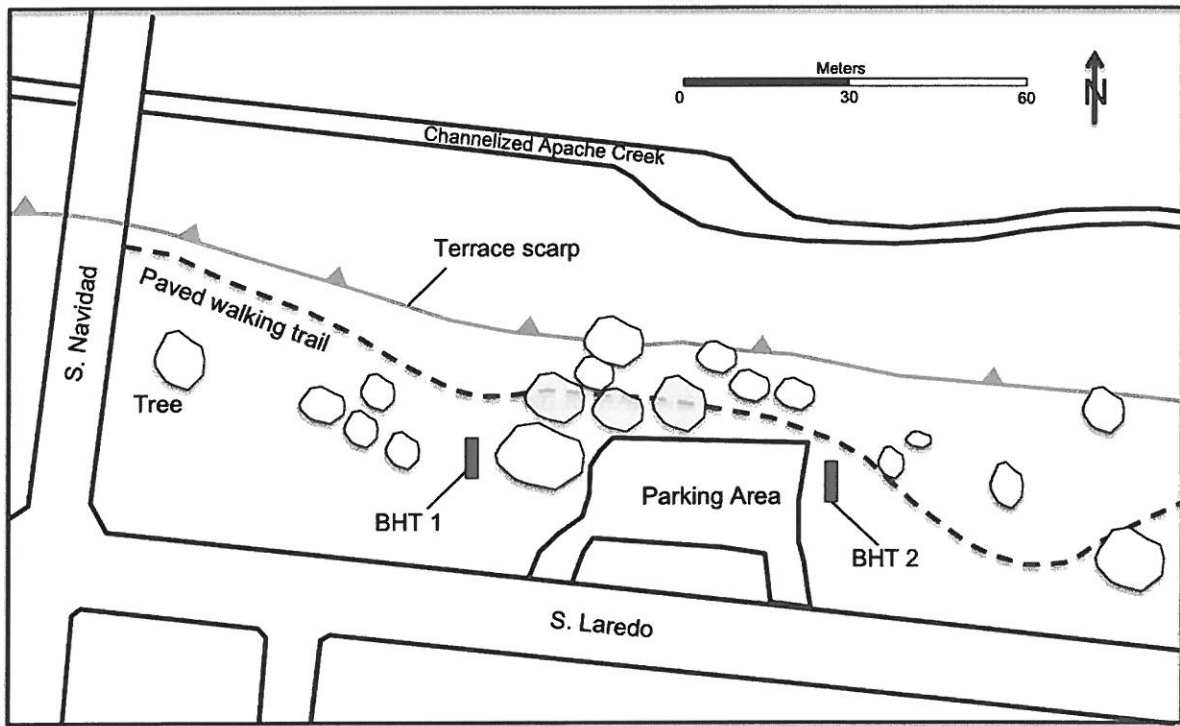 Meters
0 30 60
N
Channelized Apache Creek
Terrace scarp
Paved walking trail
S. Navidad
Tree
BHT 1
Parking Area
BHT 2
S. Laredo